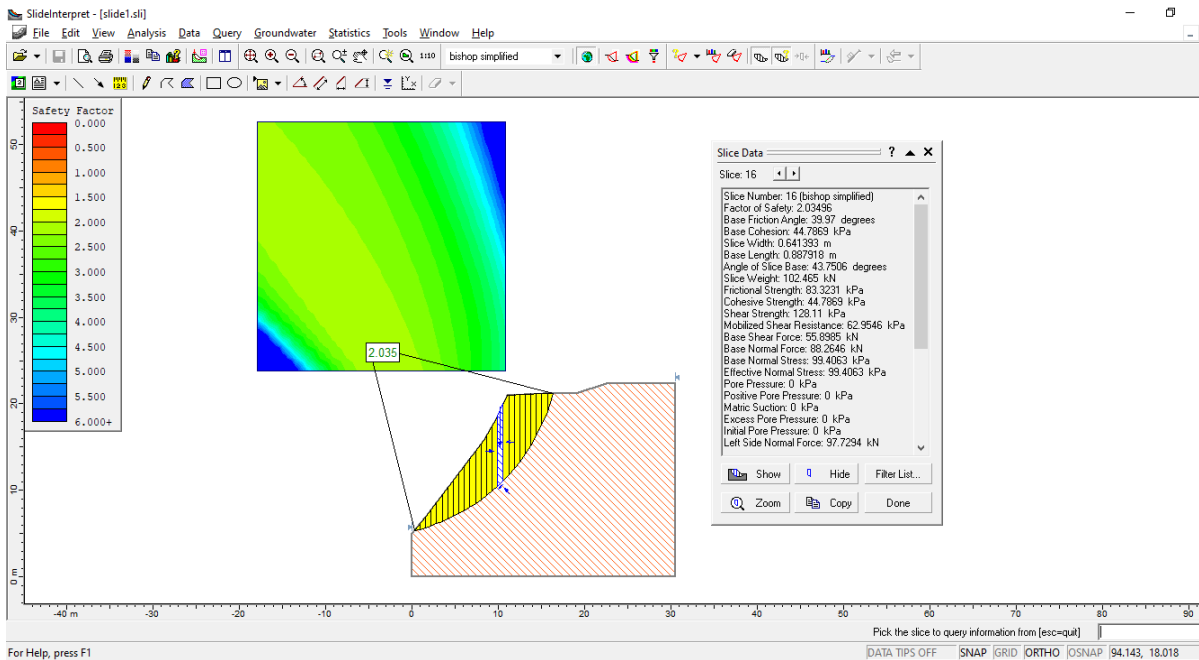 SlideInterpret - [slide1.sli]
File Edit View Analysis Data Query Groundwater Statistics Tools Window Help
1:10 bishop simplified
Safety Factor
0.000
0.500
1.000
1.500
2.000
2.500
3.000
3.500
4.000
4.500
5.000
5.500
6.000+
50
40
30
20
10
0 m
2.035
Slice Data ?
Slice: 16
Slice Number: 16 (bishop simplified)
Factor of Safety: 2.03496
Base Friction Angle: 39.97 degrees
Base Cohesion: 44.7869 kPa
Slice Width: 0.641393 m
Base Length: 0.887918 m
Angle of Slice Base: 43.7506 degrees
Slice Weight: 102.465 kN
Frictional Strength: 83.3231 kPa
Cohesive Strength: 44.7869 kPa
Shear Strength: 128.11 kPa
Mobilized Shear Resistance: 62.9546 kPa
Base Shear Force: 55.8985 kN
Base Normal Force: 88.2646 kN
Base Normal Stress: 99.4063 kPa
Effective Normal Stress: 99.4063 kPa
Pore Pressure: 0 kPa
Positive Pore Pressure: 0 kPa
Matric Suction: 0 kPa
Excess Pore Pressure: 0 kPa
Initial Pore Pressure: 0 kPa
Left Side Normal Force: 97.7294 kN
Show Hide Filter List...
Zoom Copy Done
-40 m -30 -20 -10 0 10 20 30 40 50 60 70 80 90
Pick the slice to query information from [esc=quit]
For Help, press F1 DATA TIPS OFF SNAP GRID ORTHO OSNAP 94.143, 18.018